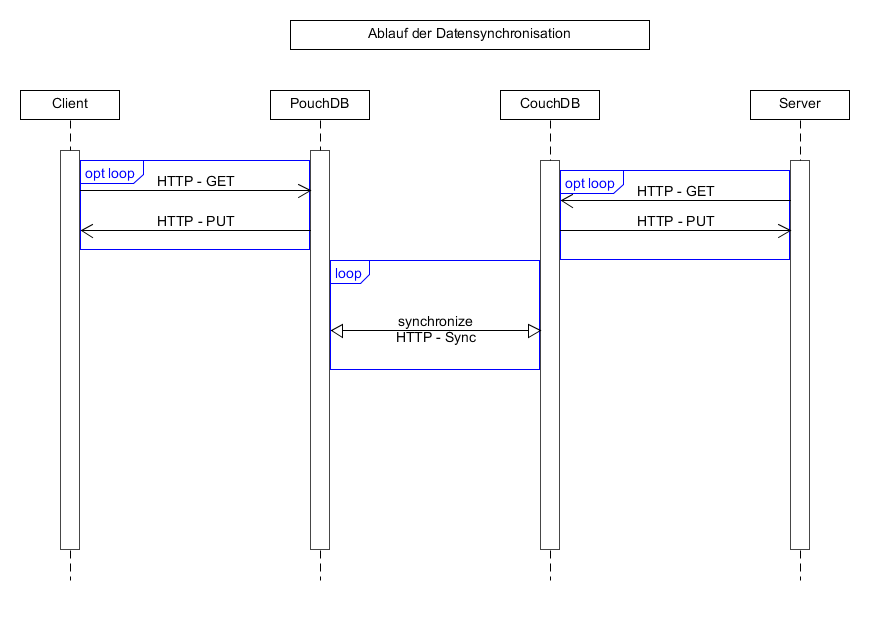 Ablauf der Datensynchronisation
Client
PouchDB
CouchDB
Server
opt loop
HTTP - GET
HTTP - PUT
opt loop
HTTP - GET
HTTP - PUT
loop
synchronize
HTTP - Sync